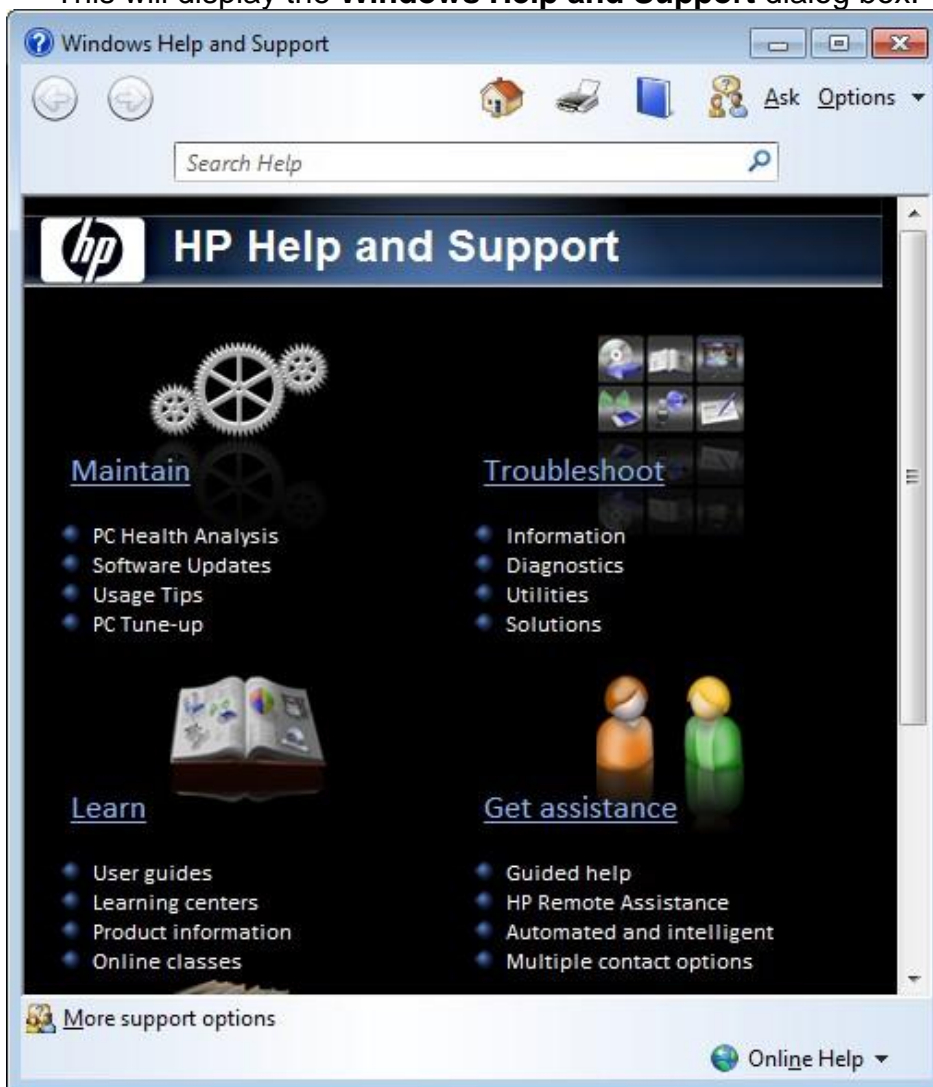 This will display the Windows Help and Support dialog box.
Windows Help and Support
Ask Options
Search Help
hp HP Help and Support
Maintain
PC Health Analysis
Software Updates
Usage Tips
PC Tune-up
Troubleshoot
Information
Diagnostics
Utilities
Solutions
Learn
User guides
Learning centers
Product information
Online classes
Get assistance
Guided help
HP Remote Assistance
Automated and intelligent
Multiple contact options
More support options
Online Help